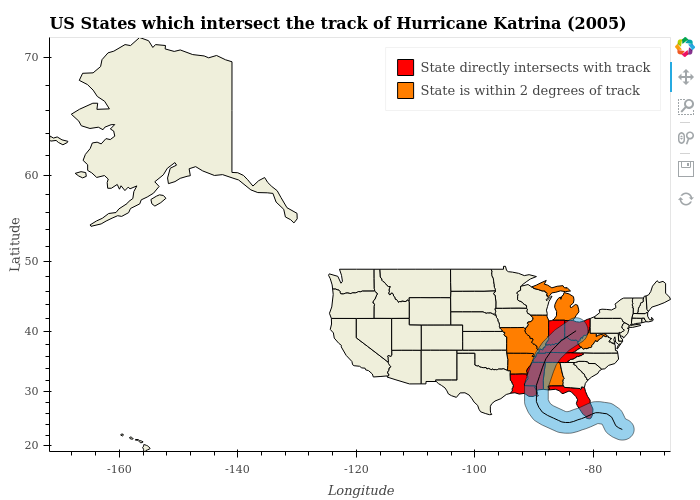 US States which intersect the track of Hurricane Katrina (2005)
State directly intersects with track
State is within 2 degrees of track
70
60
50
40
30
20
Latitude
-160
-140
-120
-100
-80
Longitude